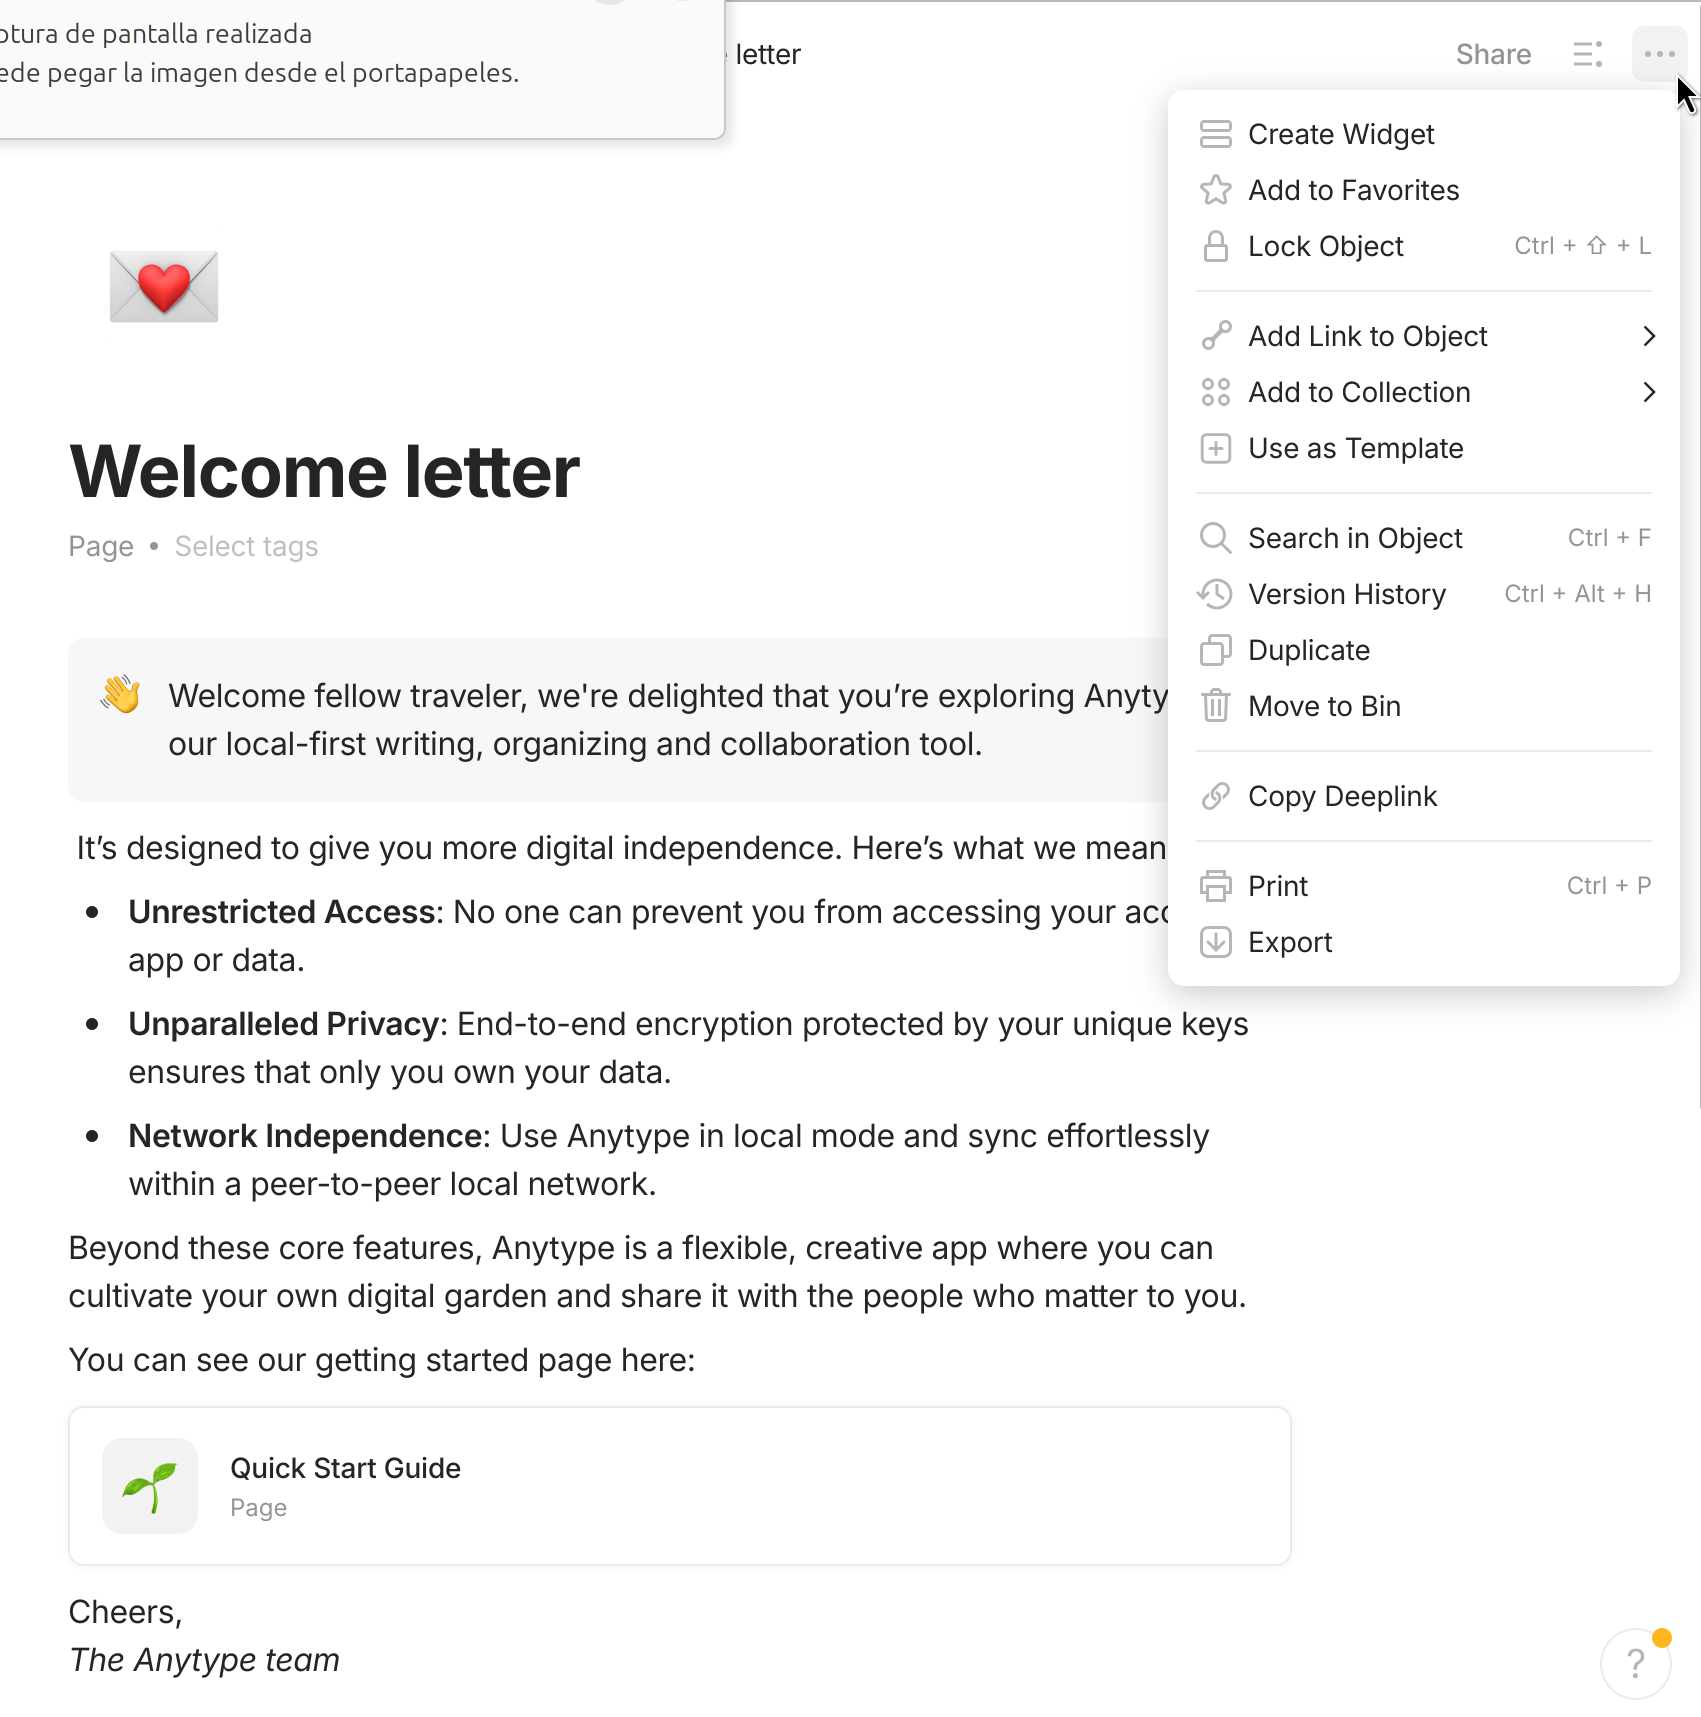 de pantalla realizada
pegar la imagen desde el portapapeles.
letter
Share
Create Widget
Add to Favorites
Lock Object Ctrl + ⇧ + L
Add Link to Object
Add to Collection
Use as Template
Search in Object Ctrl + F
Version History Ctrl + Alt + H
Duplicate
Move to Bin
Copy Deeplink
Print Ctrl + P
Export
Welcome letter
Page • Select tags
Welcome fellow traveler, we're delighted that you’re exploring
our local-first writing, organizing and collaboration tool.
It’s designed to give you more digital independence. Here’s what we mean
• Unrestricted Access: No one can prevent you from accessing your
app or data.
• Unparalleled Privacy: End-to-end encryption protected by your unique keys
ensures that only you own your data.
• Network Independence: Use Anytype in local mode and sync effortlessly
within a peer-to-peer local network.
Beyond these core features, Anytype is a flexible, creative app where you can
cultivate your own digital garden and share it with the people who matter to you.
You can see our getting started page here:
Quick Start Guide
Page
Cheers,
The Anytype team
?